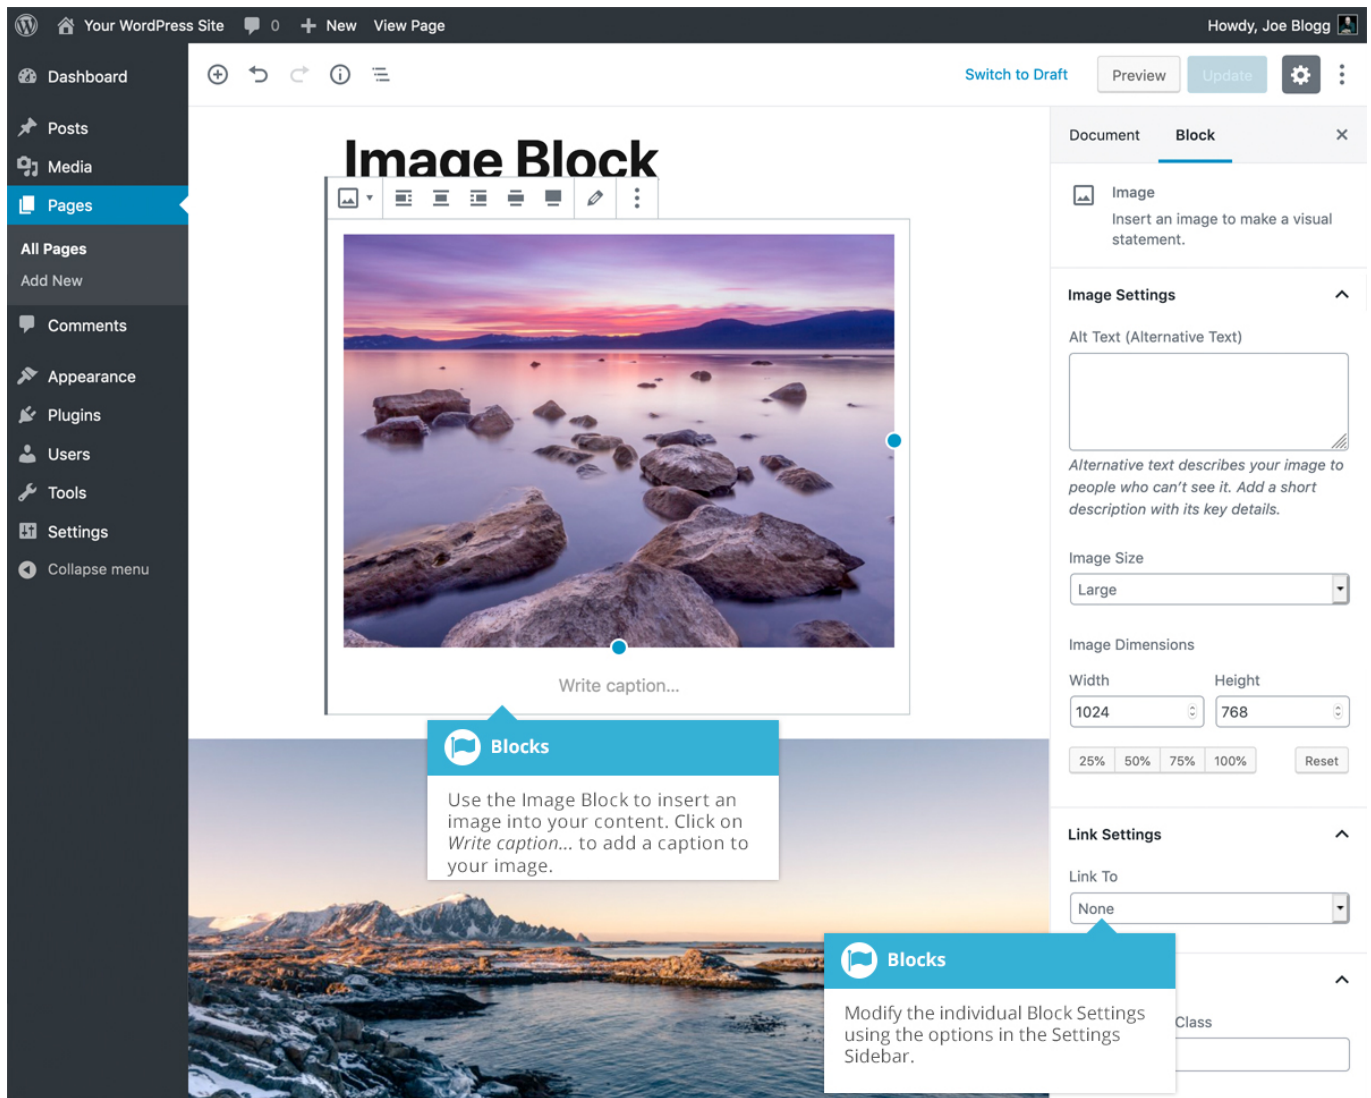 Your WordPress Site 0 New View Page Howdy, Joe Blogg
Dashboard
Posts
Media
Pages
All Pages
Add New
Comments
Appearance
Plugins
Users
Tools
Settings
Collapse menu
Switch to Draft Preview Update
Image Block
Write caption...
Blocks
Use the Image Block to insert an
image into your content. Click on
Write caption... to add a caption to
your image.
Document Block
Image
Insert an image to make a visual
statement.
Image Settings
Alt Text (Alternative Text)
Alternative text describes your image to
people who can't see it. Add a short
description with its key details.
Image Size
Large
Image Dimensions
Width Height
1024 768
25% 50% 75% 100% Reset
Link Settings
Link To
None
Blocks
Modify the individual Block Settings
using the options in the Settings
Sidebar.
Class